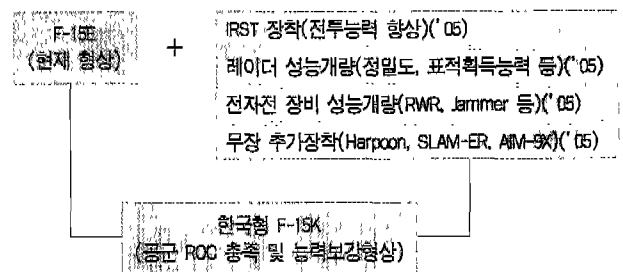 F-15E
(현재 형상)
+
IRST 장착(전투능력 향상)('05)
레이더 성능개량(정밀도, 표적획득능력 등)('05)
전자전 장비 성능개량(RWR, Jammer 등)('05)
무장 추가장착(Harpoon, SLAM-ER, AIM-9X)('05)
한국형 F-15K
(공군 ROC 충족 및 능력보강형상)